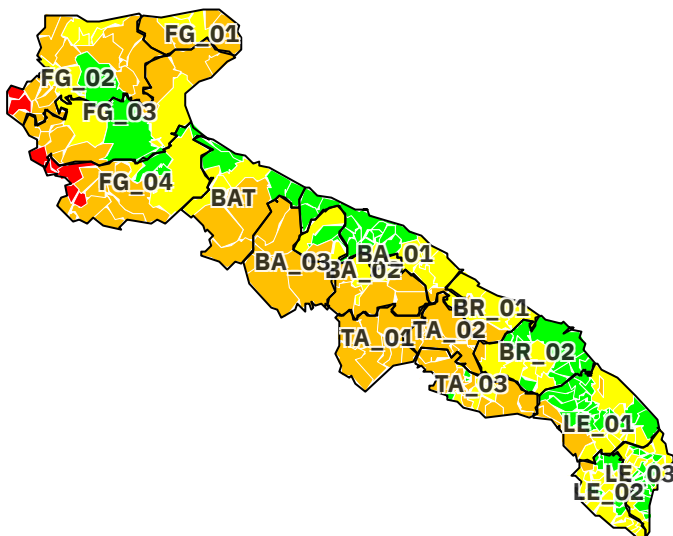 FG_01
FG_02
FG_03
FG_04
BAT
BA_01
BA_03
BA_02
BR_01
TA_02
TA_01
BR_02
TA_03
LE_01
LE_03
LE_02